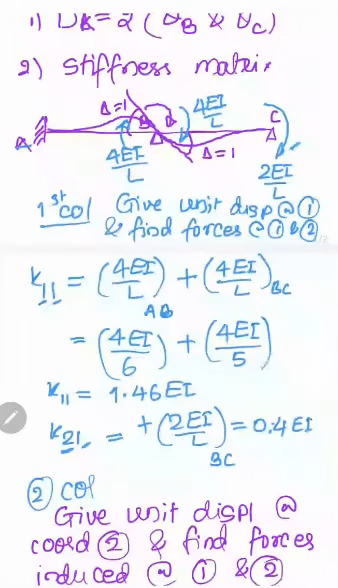 1) Dk = 2 (θB & θC)
2) Stiffness matrix
Δ=1 4EI/L C
A B
4EI/L Δ=1 2EI/L
1st col Give unit disp @ ①
& find forces @ ① & ②
K11 = (4EI/L)AB + (4EI/L)BC
= (4EI/6) + (4EI/5)
K11 = 1.46EI
K21 = +(2EI/L)BC = 0.4EI
② col
Give unit displ @
coord ② & find forces
induced @ ① & ②